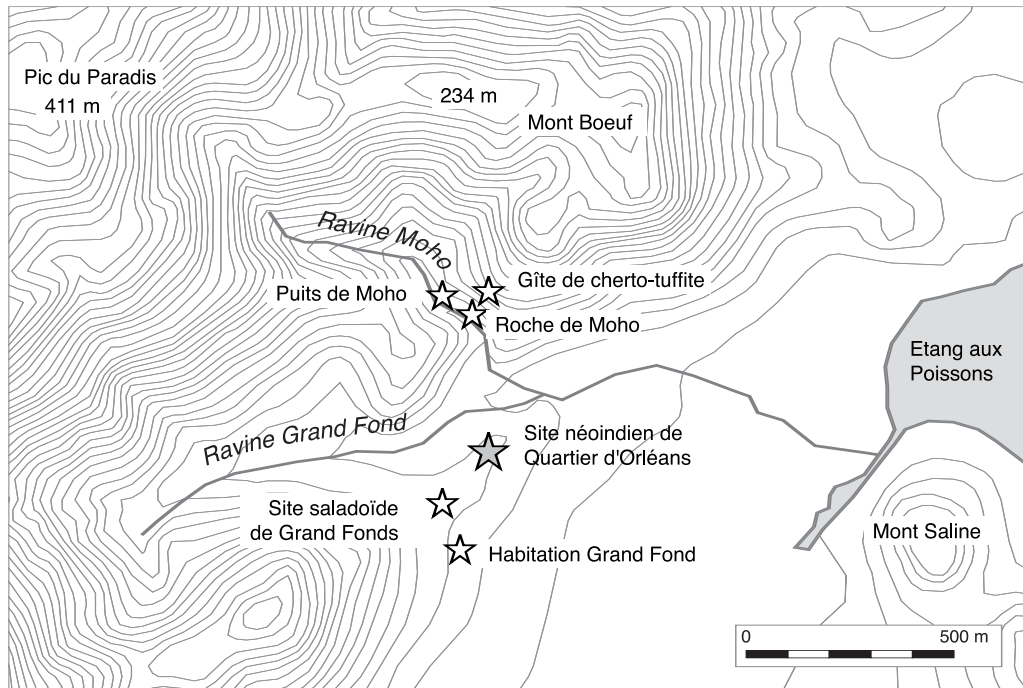 Pic du Paradis
411 m
234 m
Mont Boeuf
Ravine Moho
Gîte de cherto-tuffite
Puits de Moho
Roche de Moho
Etang aux
Poissons
Ravine Grand Fond
Site néoindien de
Quartier d'Orléans
Site saladoïde
de Grand Fonds
Mont Saline
Habitation Grand Fond
0
500 m